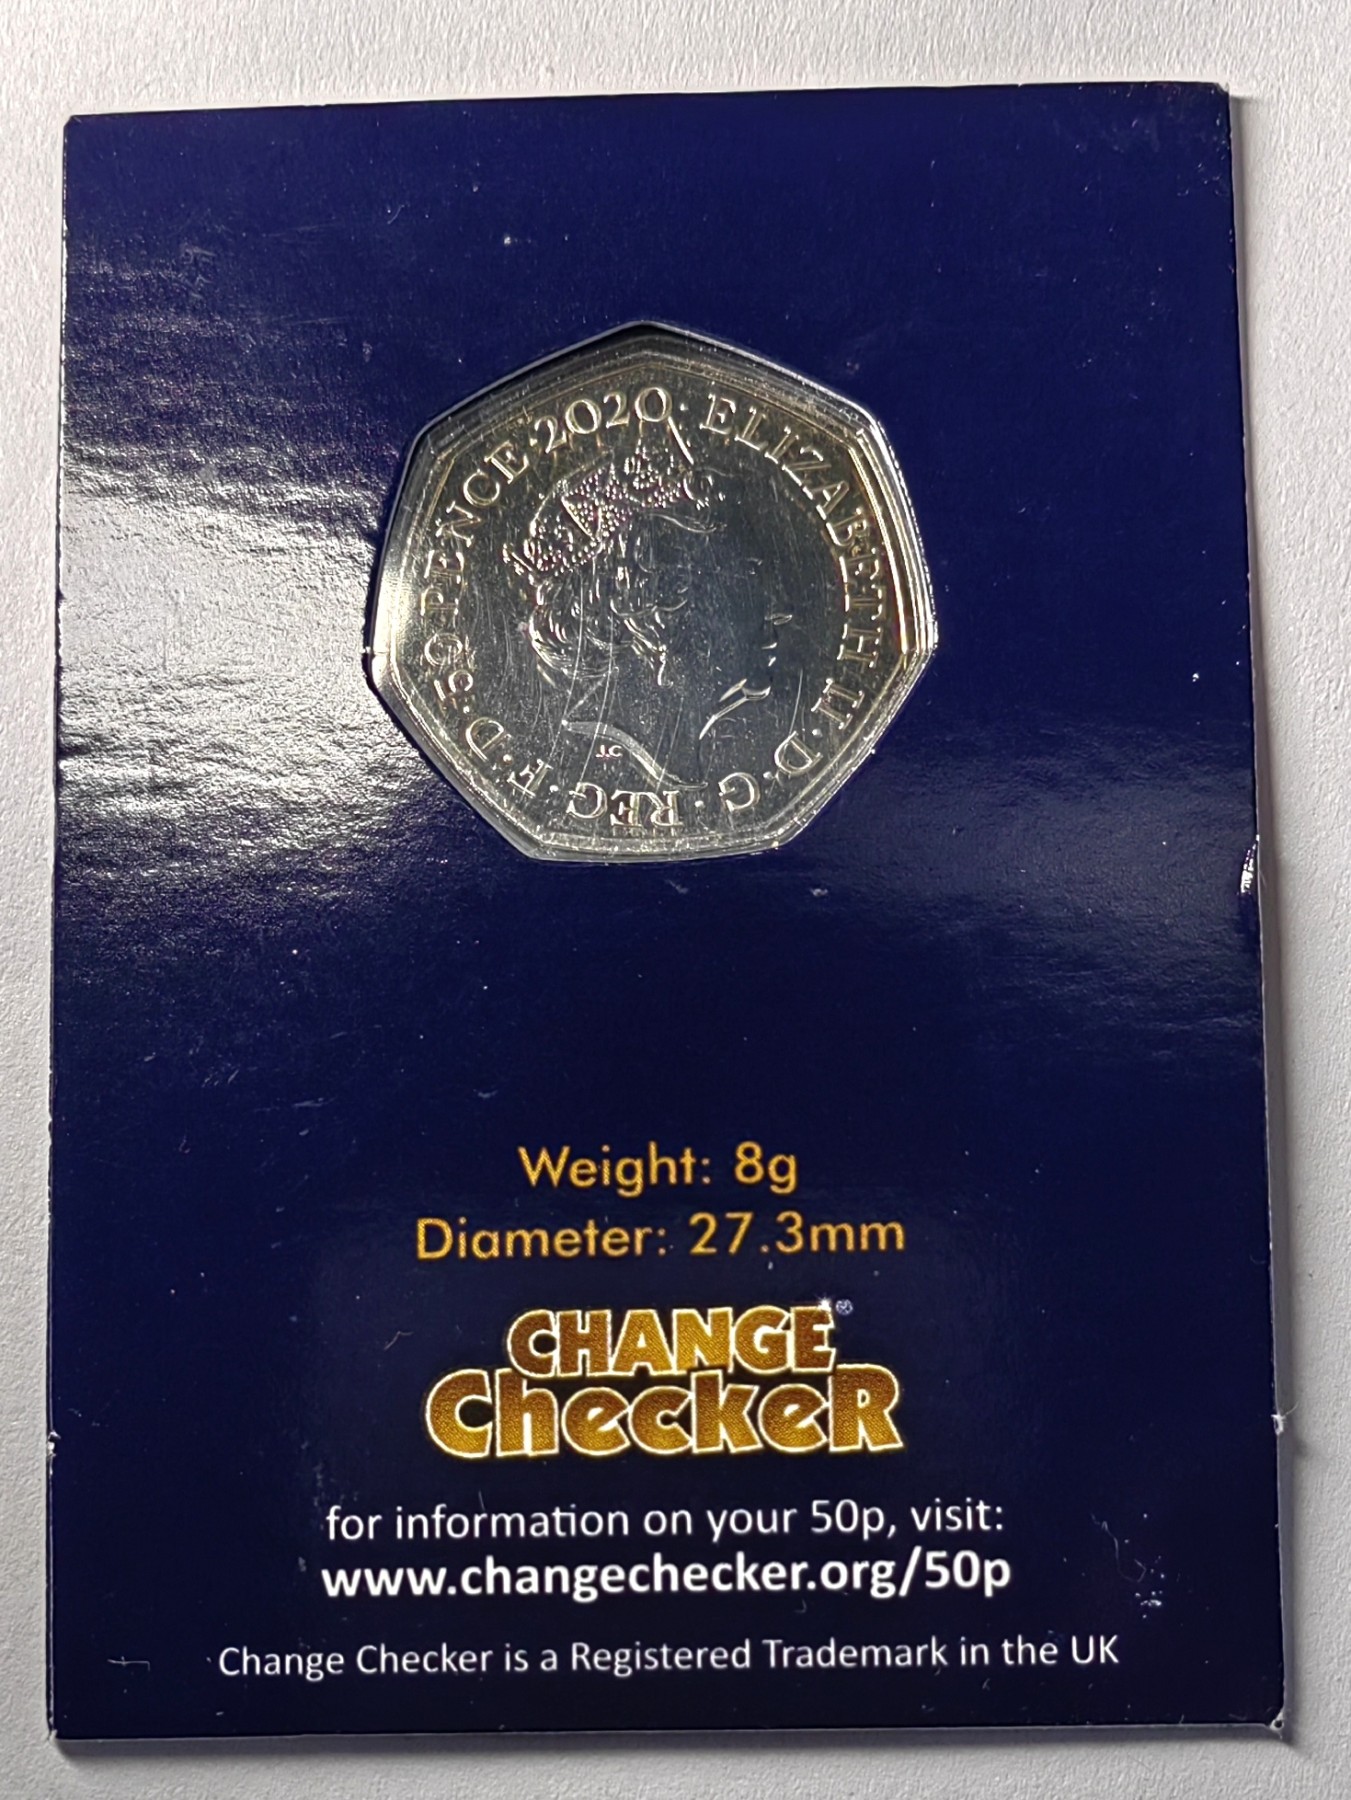 ELIZABETH II · D · G · REG · F · D · 50 PENCE · 2020 ·
J.C
Weight: 8g
Diameter: 27.3mm
CHANGE®
CheckeR
for information on your 50p, visit:
www.changechecker.org/50p
Change Checker is a Registered Trademark in the UK